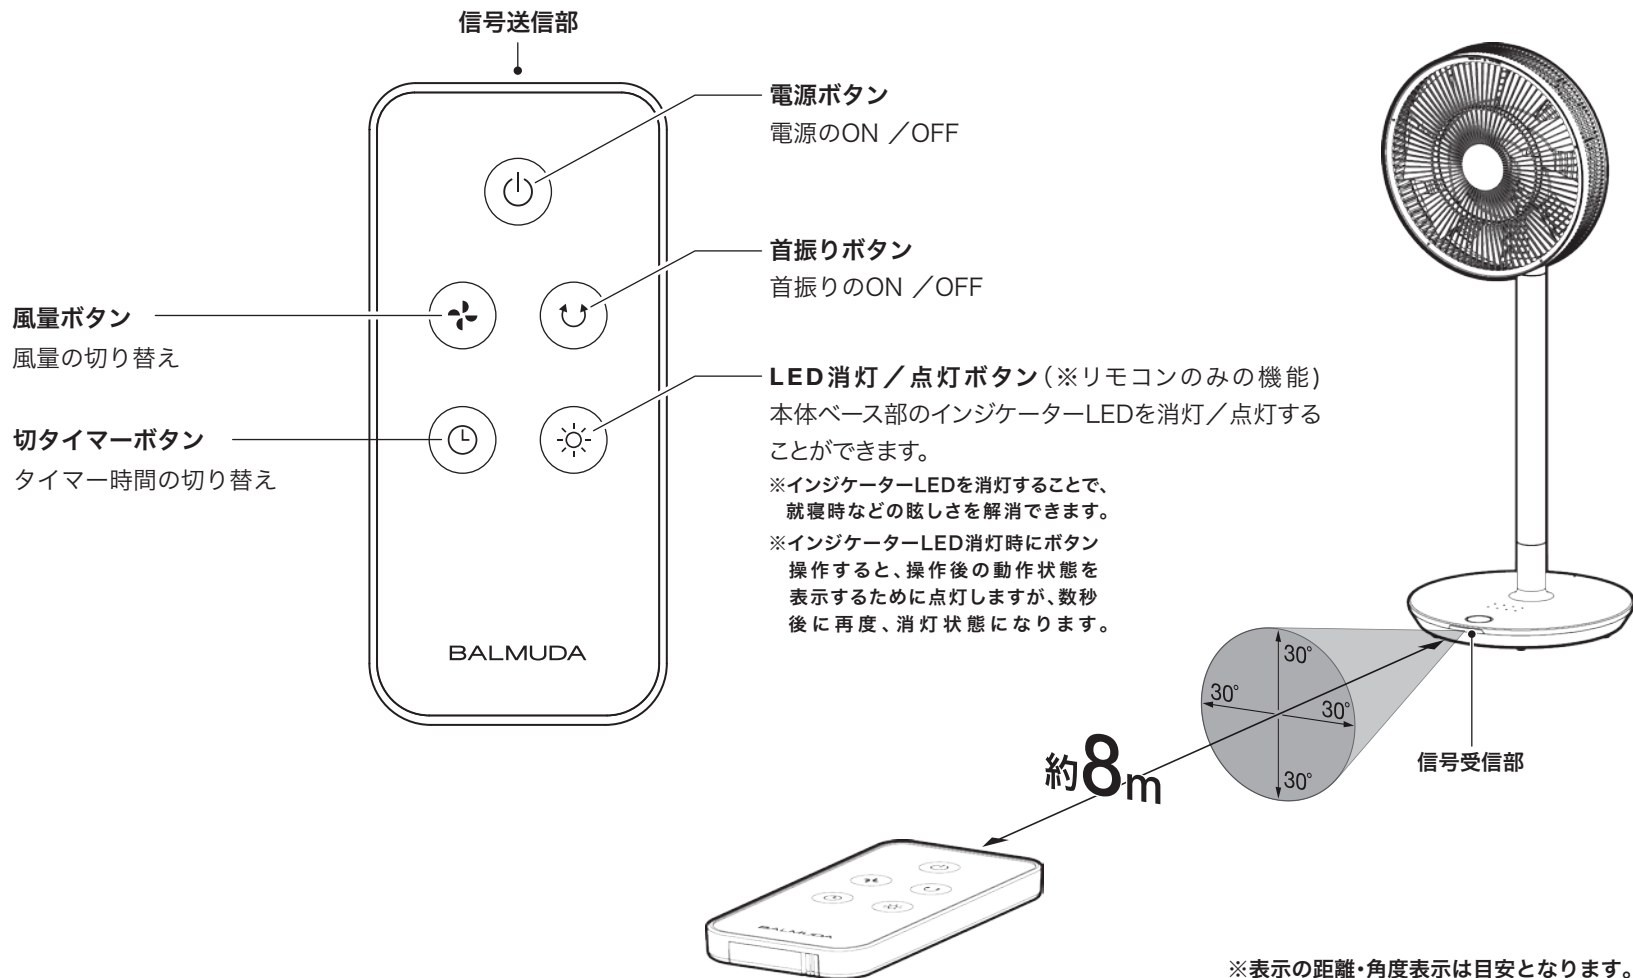 信号送信部
電源ボタン
電源のON ／OFF
首振りボタン
首振りのON ／OFF
風量ボタン
風量の切り替え
LED消灯／点灯ボタン（※リモコンのみの機能)
本体ベース部のインジケーターLEDを消灯／点灯する
ことができます。
※インジケーターLEDを消灯することで、
就寝時などの眩しさを解消できます。
※インジケーターLED消灯時にボタン
操作すると、操作後の動作状態を
表示するために点灯しますが、数秒
後に再度、消灯状態になります。
切タイマーボタン
タイマー時間の切り替え
BALMUDA
30°
30°
30°
30°
約8m
信号受信部
BALMUDA
※表示の距離・角度表示は目安となります。